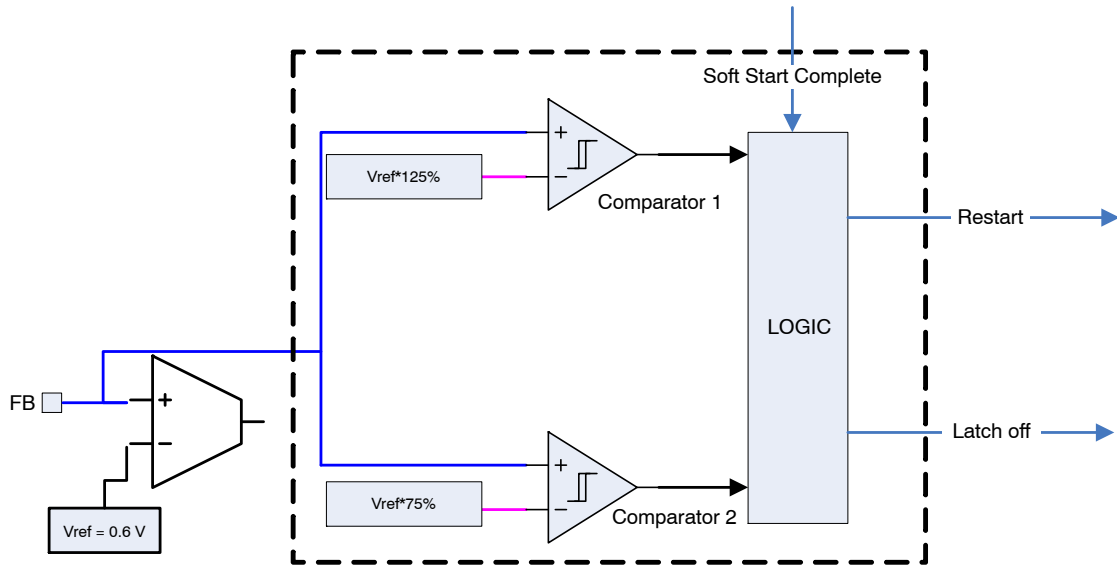 Soft Start Complete
+
Vref*125%
−
Comparator 1
Restart
LOGIC
FB
+
−
Latch off
+
Vref*75%
−
Comparator 2
Vref = 0.6 V